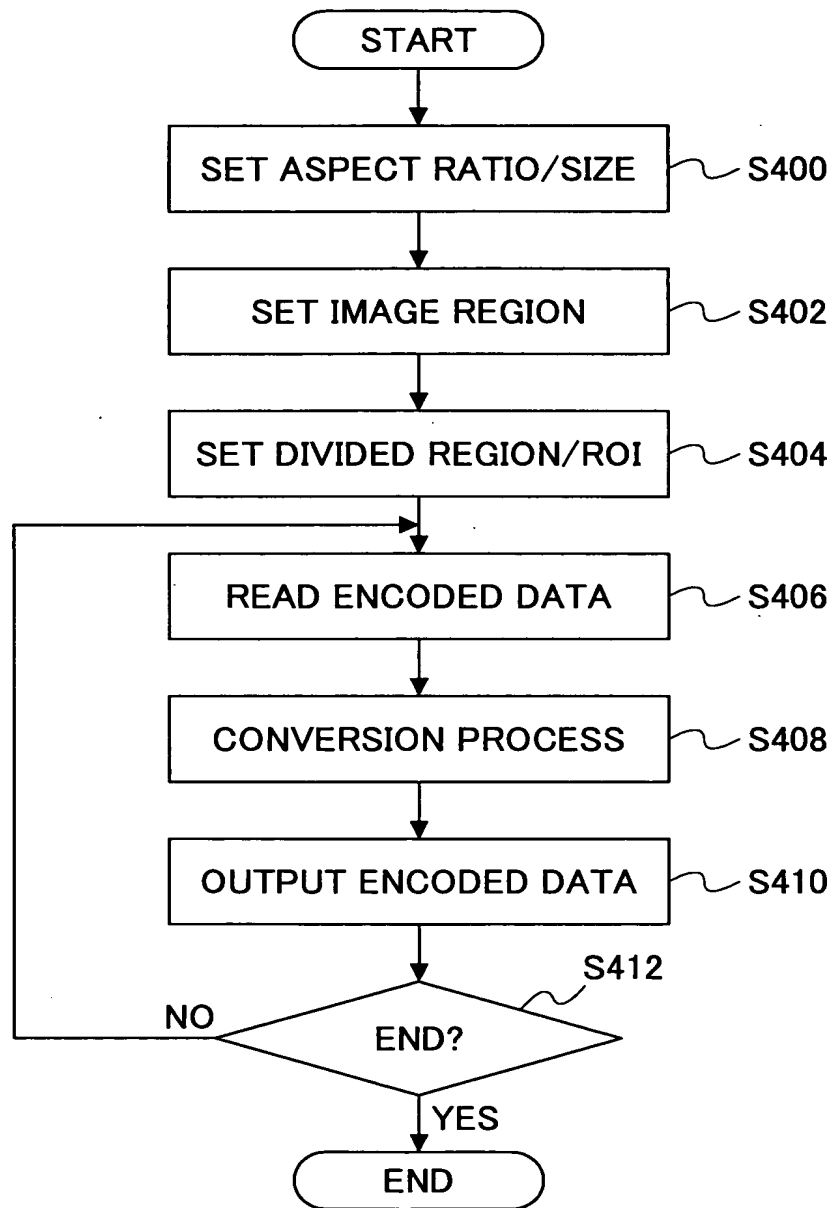 START
SET ASPECT RATIO/SIZE S400
SET IMAGE REGION S402
SET DIVIDED REGION/ROI S404
READ ENCODED DATA S406
CONVERSION PROCESS S408
OUTPUT ENCODED DATA S410
S412
NO END?
YES
END